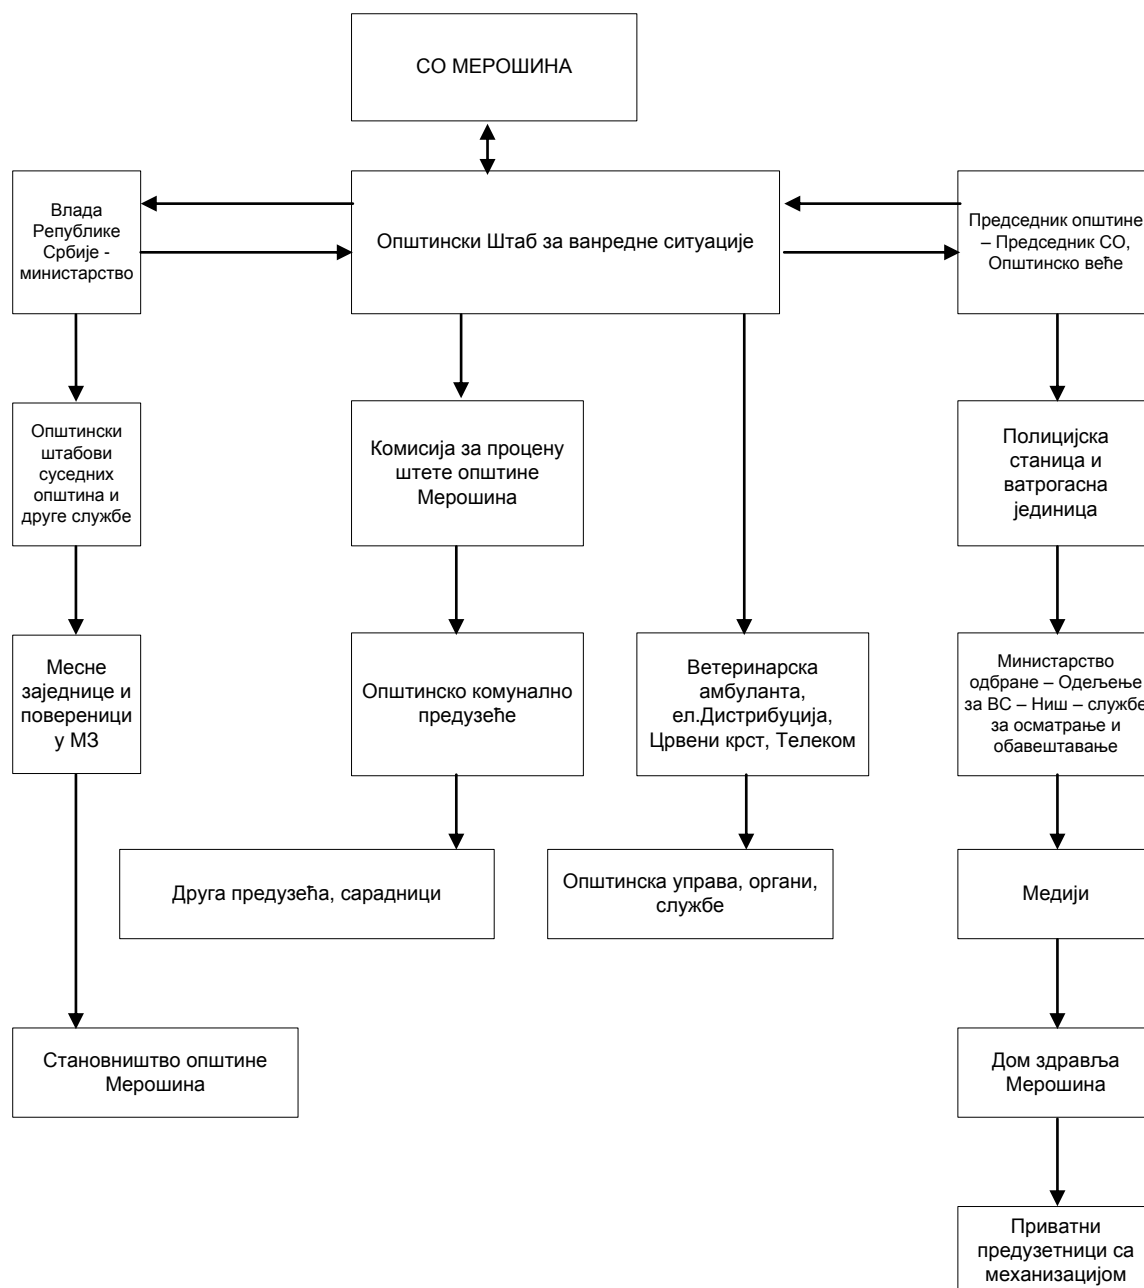 СО МЕРОШИНА
Влада
Републике
Србије -
министарство
Општински Штаб за ванредне ситуације
Председник општине
– Председник СО,
Општинско веће
Општински
штабови
суседних
општина и
друге службе
Комисија за процену
штете општине
Мерошина
Полицијска
станица и
ватрогасна
јединица
Месне
заједнице и
повереници
у МЗ
Општинско комунално
предузеће
Ветеринарска
амбуланта,
ел.Дистрибуција,
Црвени крст, Телеком
Министарство
одбране – Одељење
за ВС – Ниш – службе
за осматрање и
обавештавање
Друга предузећа, сарадници
Општинска управа, органи,
службе
Медији
Становништво општине
Мерошина
Дом здравља
Мерошина
Приватни
предузетници са
механизацијом